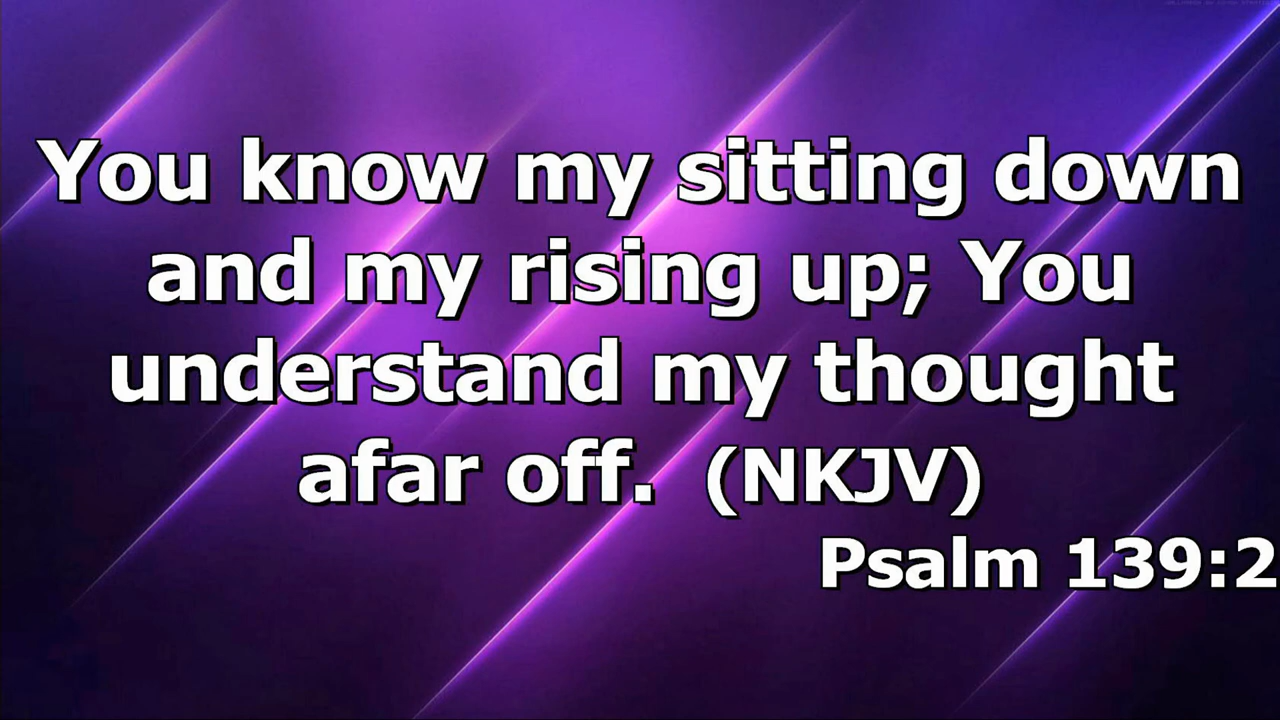 You know my sitting down
and my rising up; You
understand my thought
afar off.  (NKJV)
Psalm 139:2